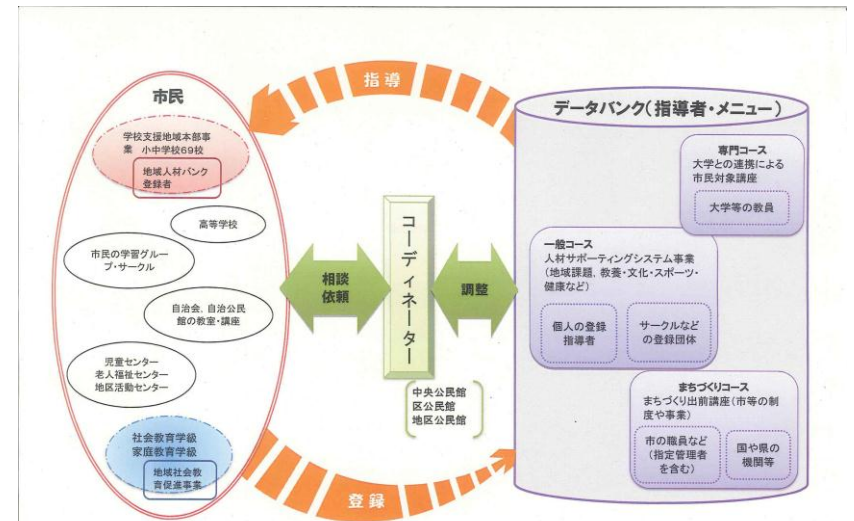 指導
市民
学校支援地域本部事
業 小中学校69校
地域人材バンク
登録者
高等学校
市民の学習グルー
プ・サークル
自治会，自治公民
館の教室・講座
児童センター
老人福祉センター
地区活動センター
社会教育学級
家庭教育学級
地域社会教
育促進事業
相談
依頼
コーディネーター
調整
中央公民館
区公民館
地区公民館
登録
データバンク（指導者・メニュー）
専門コース
大学との連携による
市民対象講座
大学等の教員
一般コース
人材サポーティングシステム事業
（地域課題，教養・文化・スポーツ・
健康など）
個人の登録
指導者
サークルなど
の登録団体
まちづくりコース
まちづくり出前講座（市等の制
度や事業）
市の職員など
（指定管理者
を含む）
国や県の
機関等